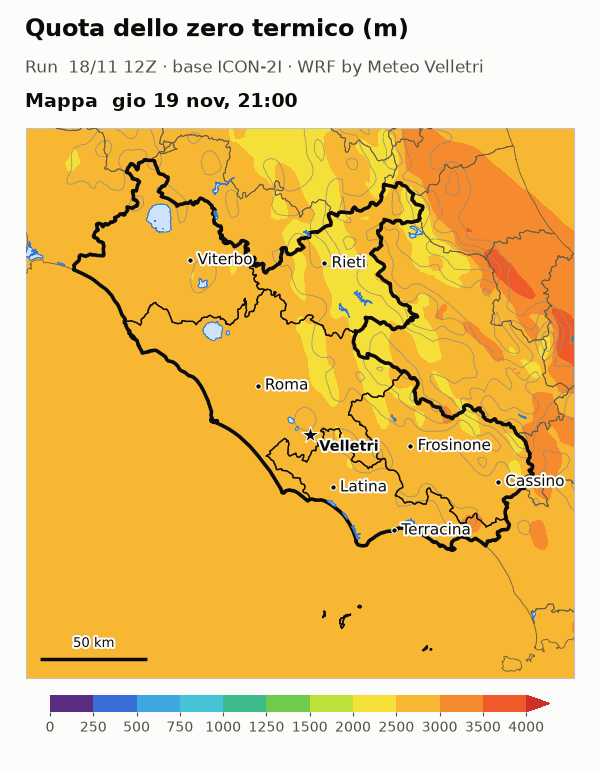 Quota dello zero termico (m)
Run  18/11 12Z · base ICON-2I · WRF by Meteo Velletri
Mappa  gio 19 nov, 21:00
Viterbo
Rieti
Roma
Velletri
Frosinone
Cassino
Latina
Terracina
50 km
0 250 500 750 1000 1250 1500 2000 2500 3000 3500 4000